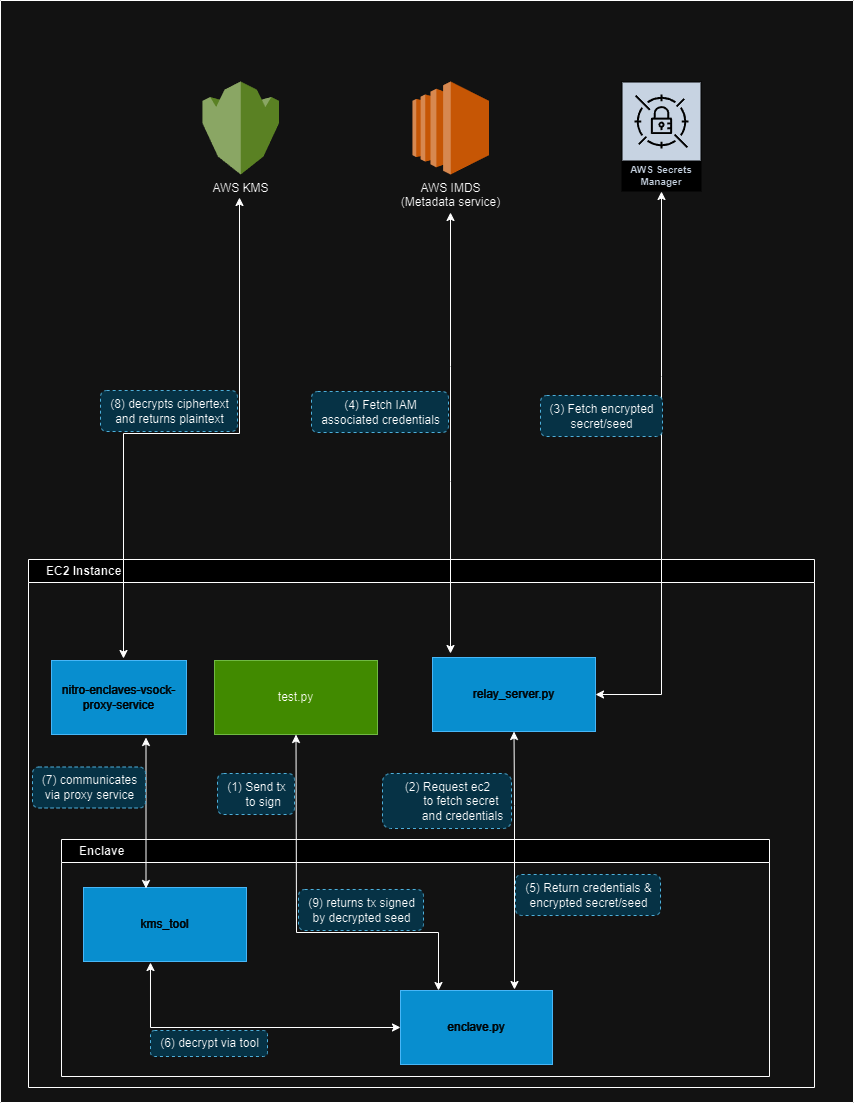 AWS KMS
AWS IMDS
(Metadata service)
AWS Secrets
Manager
(8) decrypts ciphertext
and returns plaintext
(4) Fetch IAM
associated credentials
(3) Fetch encrypted
secret/seed
EC2 Instance
nitro-enclaves-vsock-
proxy-service
test.py
relay_server.py
(7) communicates
via proxy service
(1) Send tx
to sign
(2) Request ec2
to fetch secret
and credentials
Enclave
kms_tool
(9) returns tx signed
by decrypted seed
(5) Return credentials &
encrypted secret/seed
enclave.py
(6) decrypt via tool